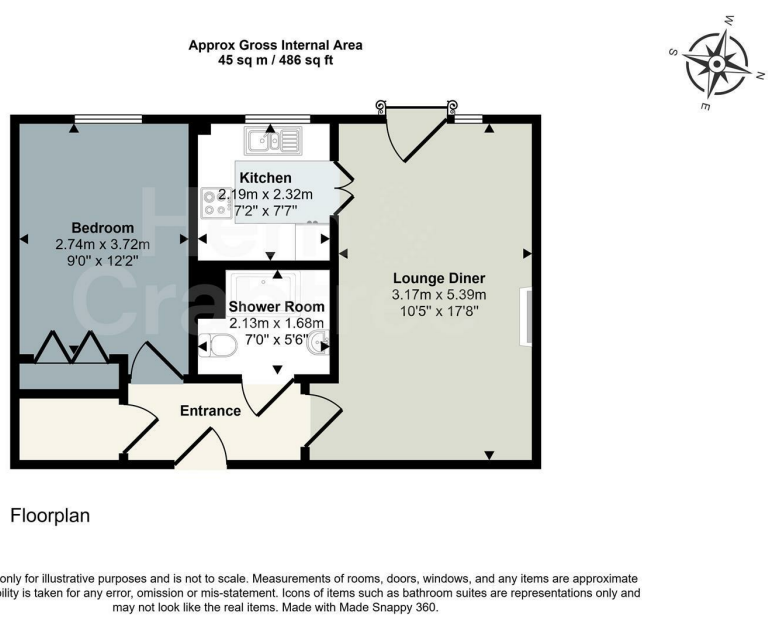 Approx Gross Internal Area
45 sq m / 486 sq ft
W
S
N
E
Kitchen
2.19m x 2.32m
7'2" x 7'7"
Bedroom
2.74m x 3.72m
9'0" x 12'2"
Lounge Diner
3.17m x 5.39m
10'5" x 17'8"
Shower Room
2.13m x 1.68m
7'0" x 5'6"
Entrance
Floorplan
only for illustrative purposes and is not to scale. Measurements of rooms, doors, windows, and any items are approximate
bility is taken for any error, omission or mis-statement. Icons of items such as bathroom suites are representations only and
may not look like the real items. Made with Made Snappy 360.